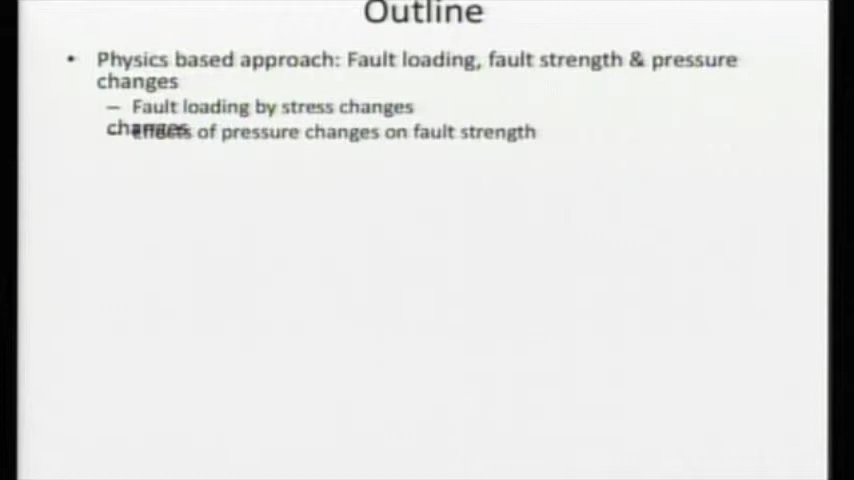 Outline
• Physics based approach: Fault loading, fault strength & pressure
changes
– Fault loading by stress changes
changes
Effects of pressure changes on fault strength